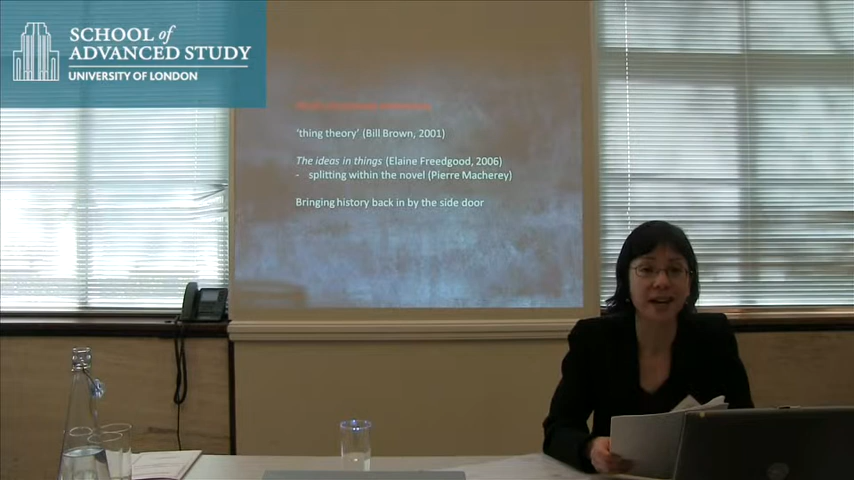 SCHOOL of
ADVANCED STUDY
UNIVERSITY OF LONDON
'thing theory' (Bill Brown, 2001)
The ideas in things (Elaine Freedgood, 2006)
- splitting within the novel (Pierre Macherey)
Bringing history back in by the side door